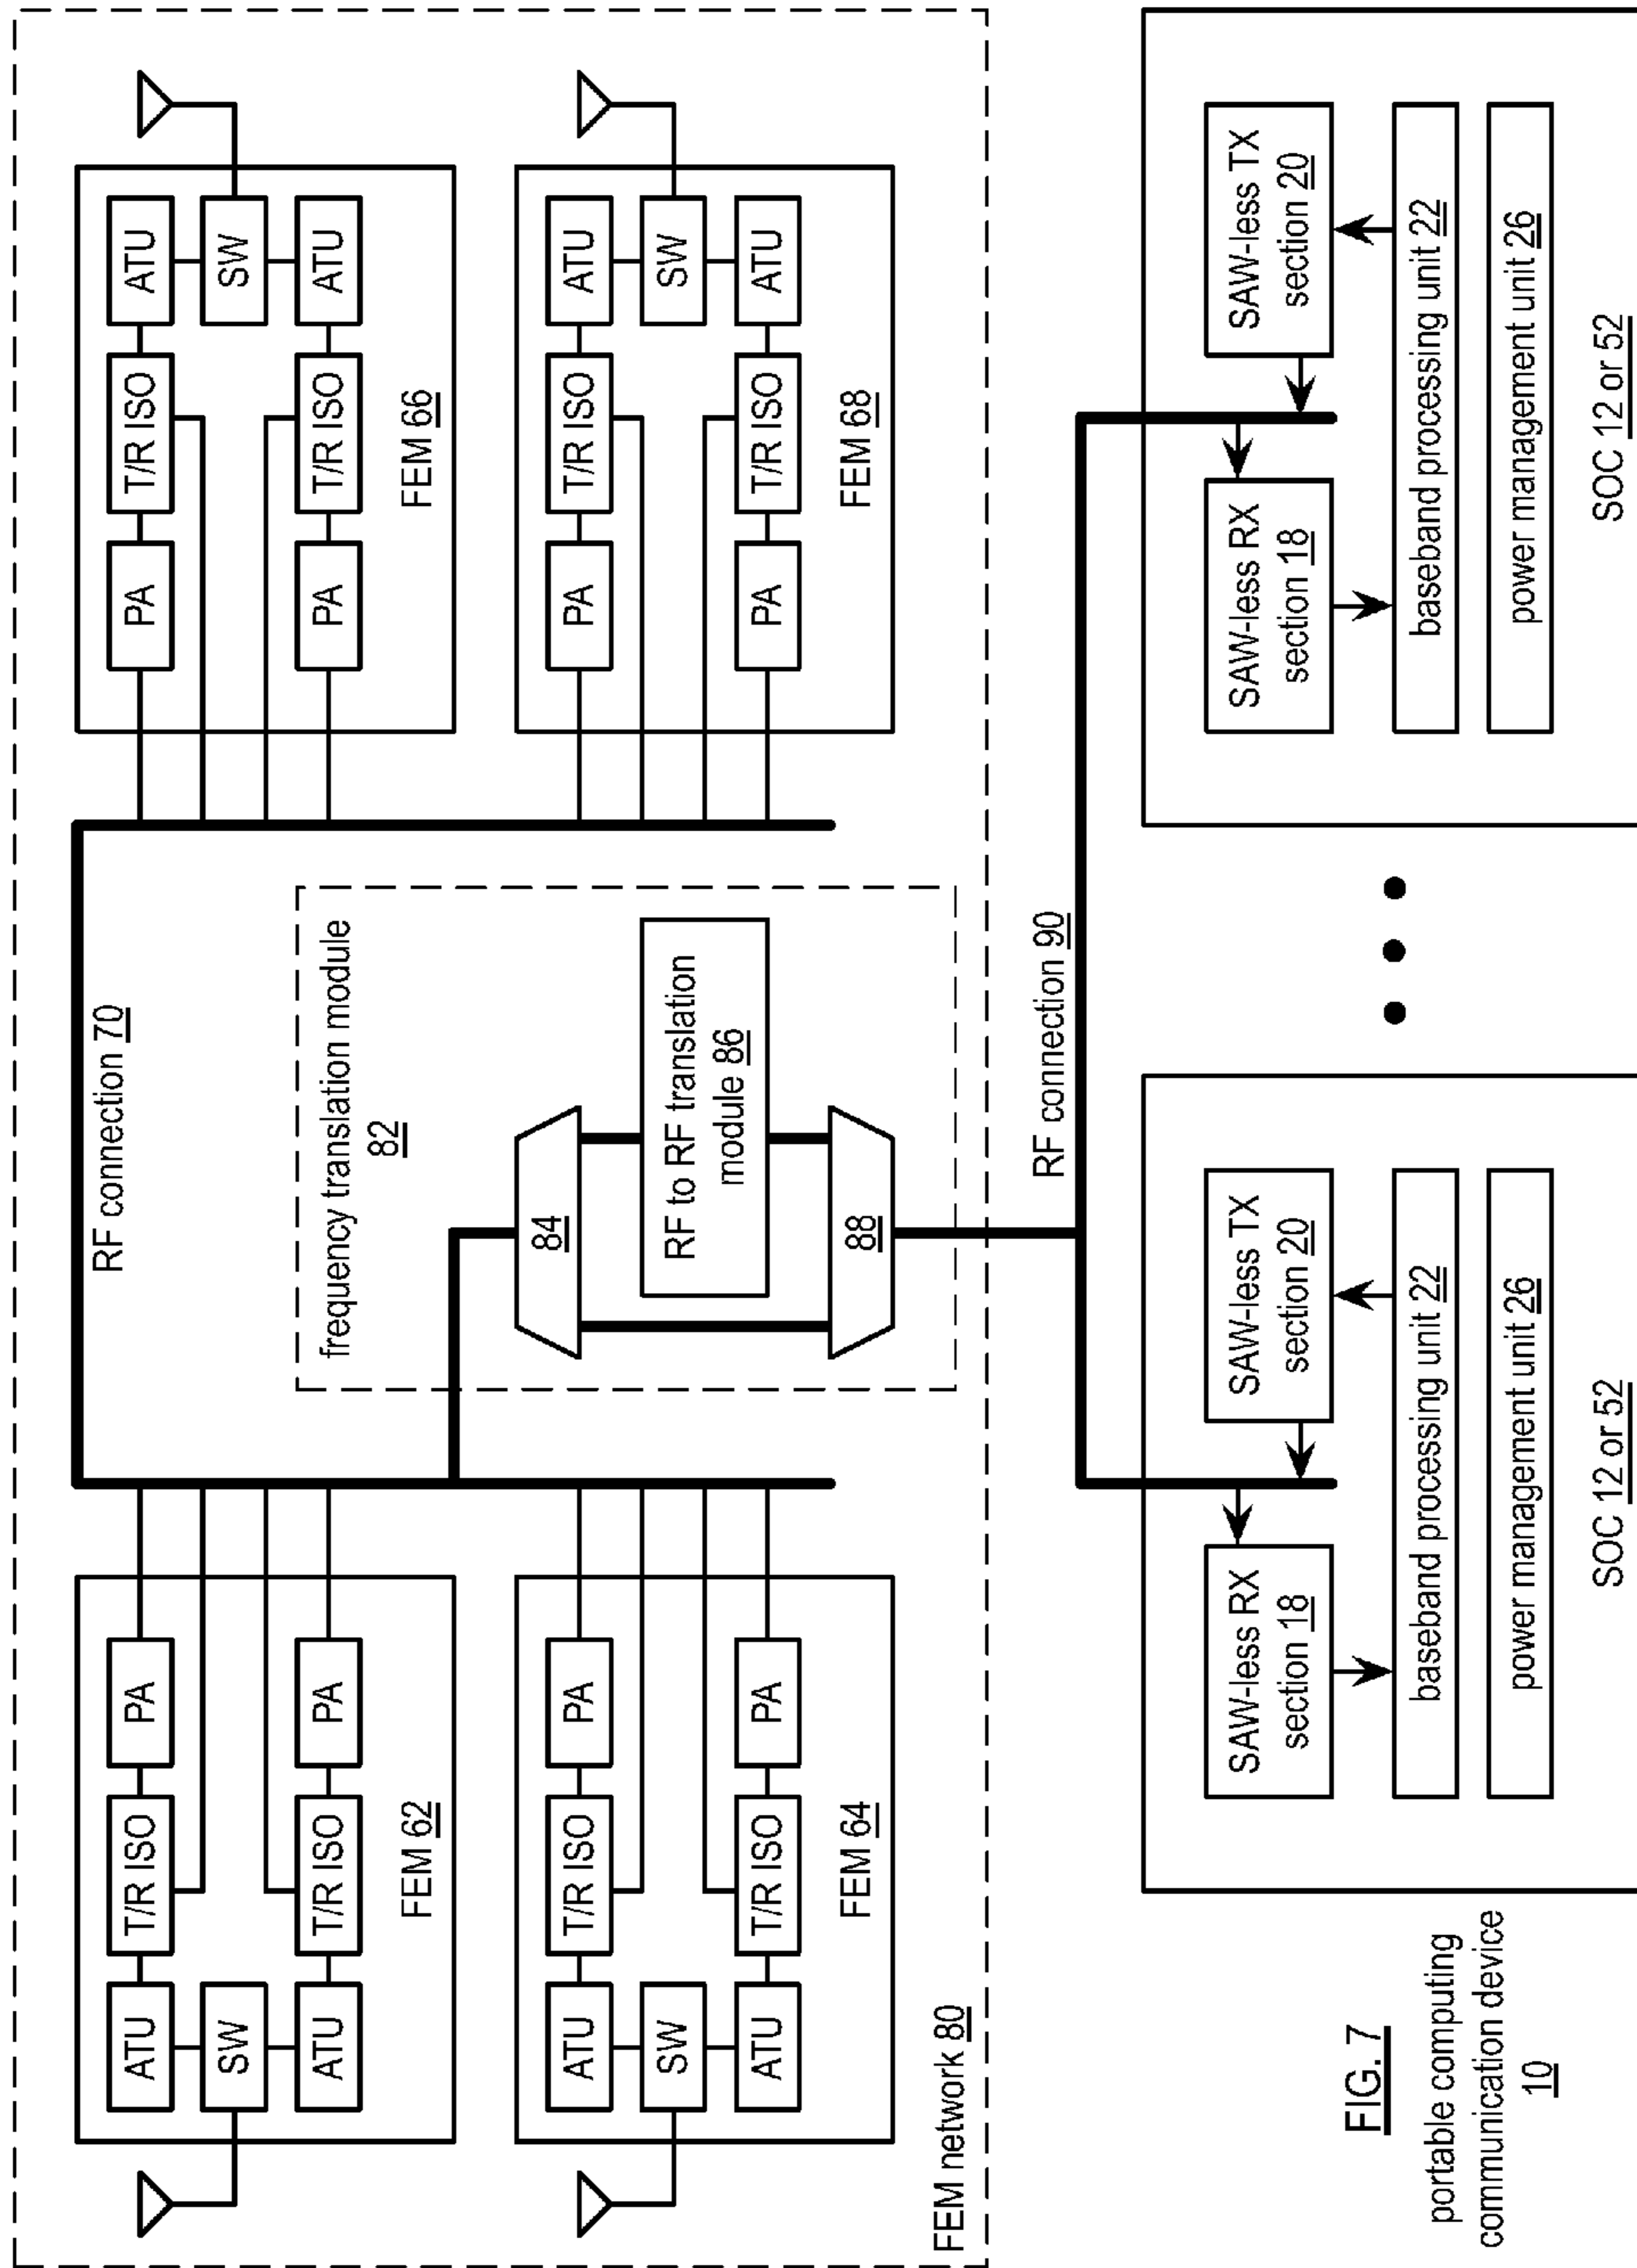 FEM network 80
ATU
T/R ISO
PA
SW
ATU
T/R ISO
PA
FEM 62
ATU
T/R ISO
PA
SW
ATU
T/R ISO
PA
FEM 64
RF connection 70
frequency translation module
82
84
RF to RF translation
module 86
88
PA
T/R ISO
ATU
SW
PA
T/R ISO
ATU
FEM 66
PA
T/R ISO
ATU
SW
PA
T/R ISO
ATU
FEM 68
RF connection 90
SAW-less RX
section 18
SAW-less TX
section 20
baseband processing unit 22
power management unit 26
SOC 12 or 52
SAW-less RX
section 18
SAW-less TX
section 20
baseband processing unit 22
power management unit 26
SOC 12 or 52
FIG. 7
portable computing
communication device
10